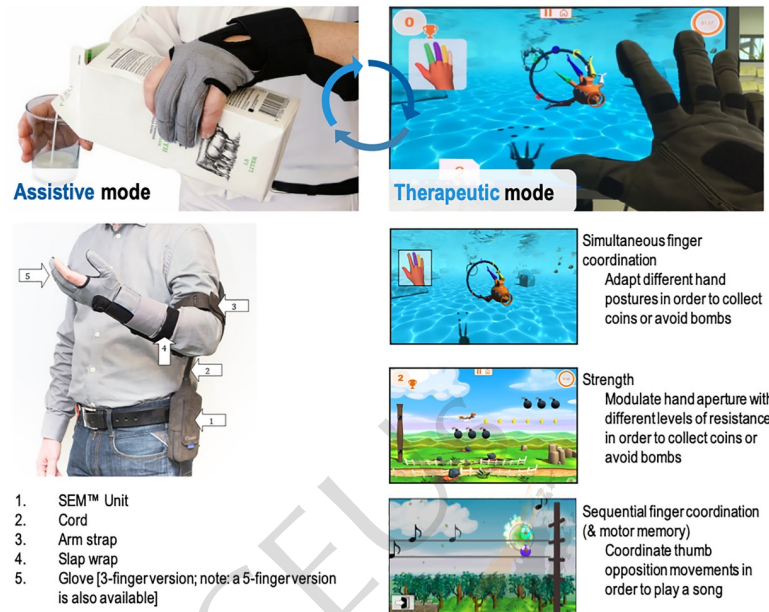 0
Assistive mode
Therapeutic mode
5
3
4
2
1
1. SEM™ Unit
2. Cord
3. Arm strap
4. Slap wrap
5. Glove [3-finger version; note: a 5-finger version
is also available]
Simultaneous finger
coordination
Adapt different hand
postures in order to collect
coins or avoid bombs
2
Strength
Modulate hand aperture with
different levels of resistance
in order to collect coins or
avoid bombs
Sequential finger coordination
(& motor memory)
Coordinate thumb
opposition movements in
order to play a song